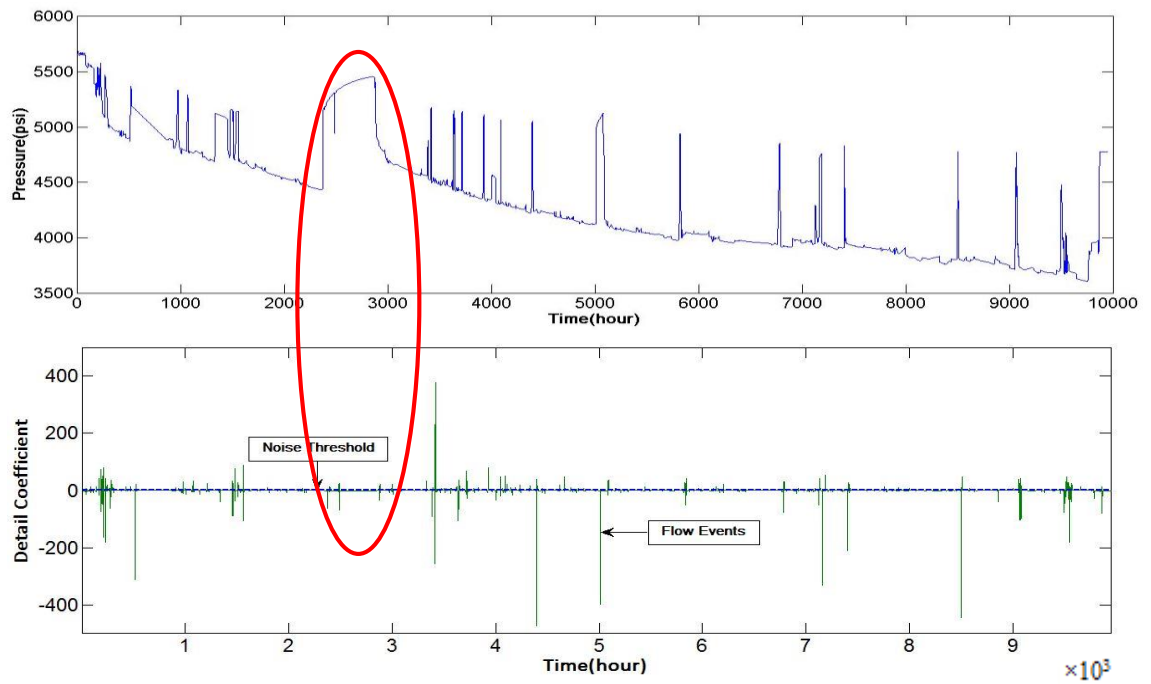 6000
5500
5000
4500
4000
3500
Pressure(psi)
0 1000 2000 3000 4000 5000 6000 7000 8000 9000 10000
Time(hour)
400
200
0
-200
-400
Detail Coefficient
Noise Threshold
Flow Events
1 2 3 4 5 6 7 8 9
Time(hour)
×10³